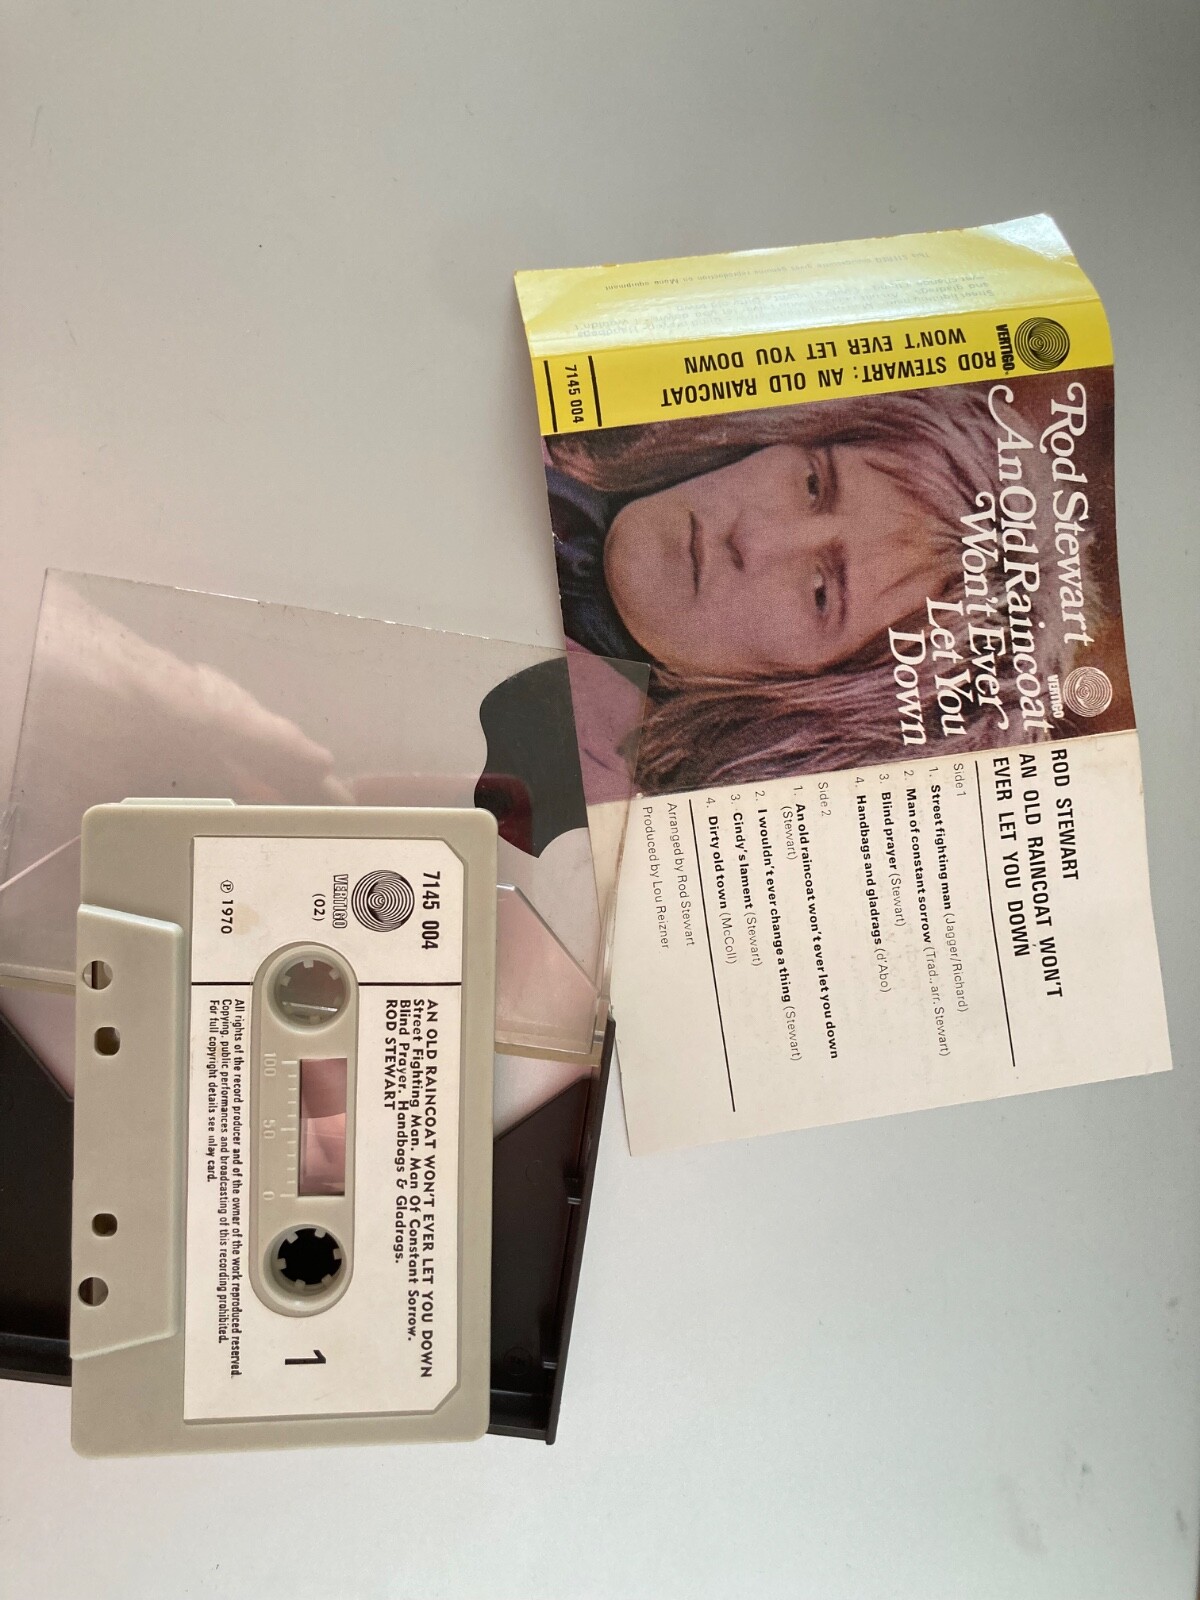 ROD STEWART: AN OLD RAINCOAT
WON'T EVER LET YOU DOWN
VERTIGO
7145 004
Rod Stewart
An Old Raincoat
Won't Ever
Let You
Down
VERTIGO
ROD STEWART
AN OLD RAINCOAT WON'T
EVER LET YOU DOWN
Side 1
1. Street fighting man (Jagger/Richard)
2. Man of constant sorrow (Trad., arr. Stewart)
3. Blind prayer (Stewart)
4. Handbags and gladrags (d'Abo)
Side 2
1. An old raincoat won't ever let you down
(Stewart)
2. I wouldn't ever change a thing (Stewart)
3. Cindy's lament (Stewart)
4. Dirty old town (McColl)
Arranged by Rod Stewart
Produced by Lou Reizner
7145 004
VERTIGO
(02)
℗ 1970
AN OLD RAINCOAT WON'T EVER LET YOU DOWN
Street Fighting Man. Man Of Constant Sorrow.
Blind Prayer. Handbags & Gladrags.
ROD STEWART
100 50 0
1
All rights of the record producer and of the owner of the work reproduced reserved.
Copying, public performances and broadcasting of this recording prohibited.
For full copyright details see inlay card.